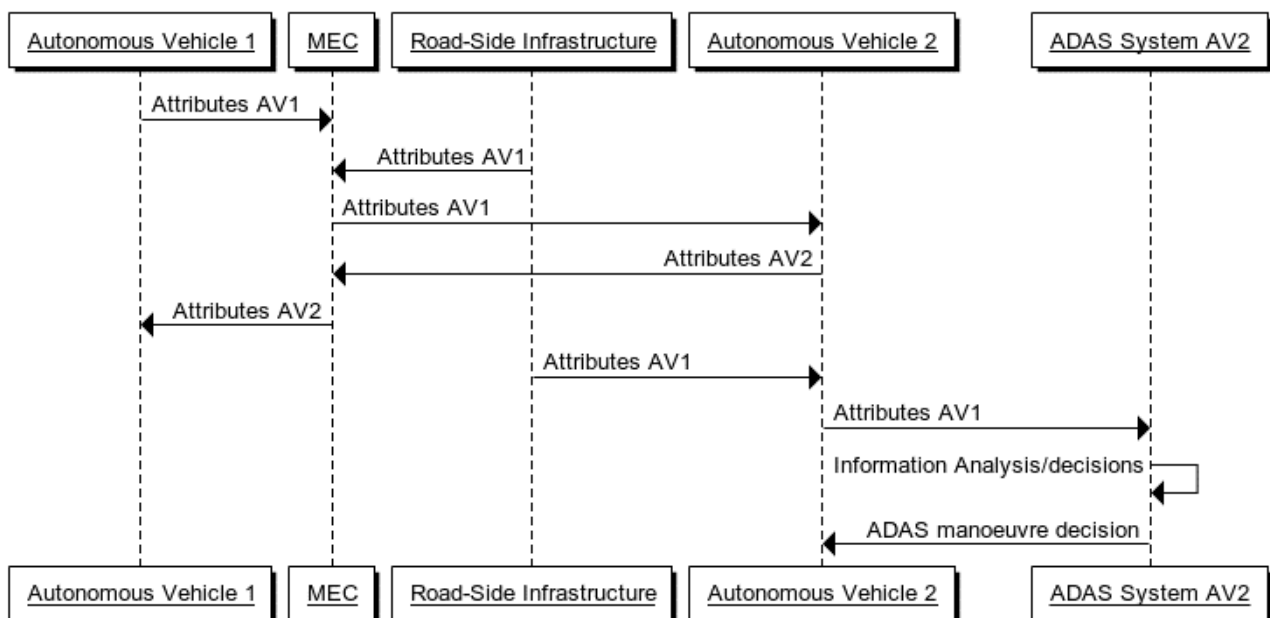 Autonomous Vehicle 1
MEC
Road-Side Infrastructure
Autonomous Vehicle 2
ADAS System AV2
Attributes AV1
Attributes AV1
Attributes AV1
Attributes AV2
Attributes AV2
Attributes AV1
Attributes AV1
Information Analysis/decisions
ADAS manoeuvre decision
Autonomous Vehicle 1
MEC
Road-Side Infrastructure
Autonomous Vehicle 2
ADAS System AV2